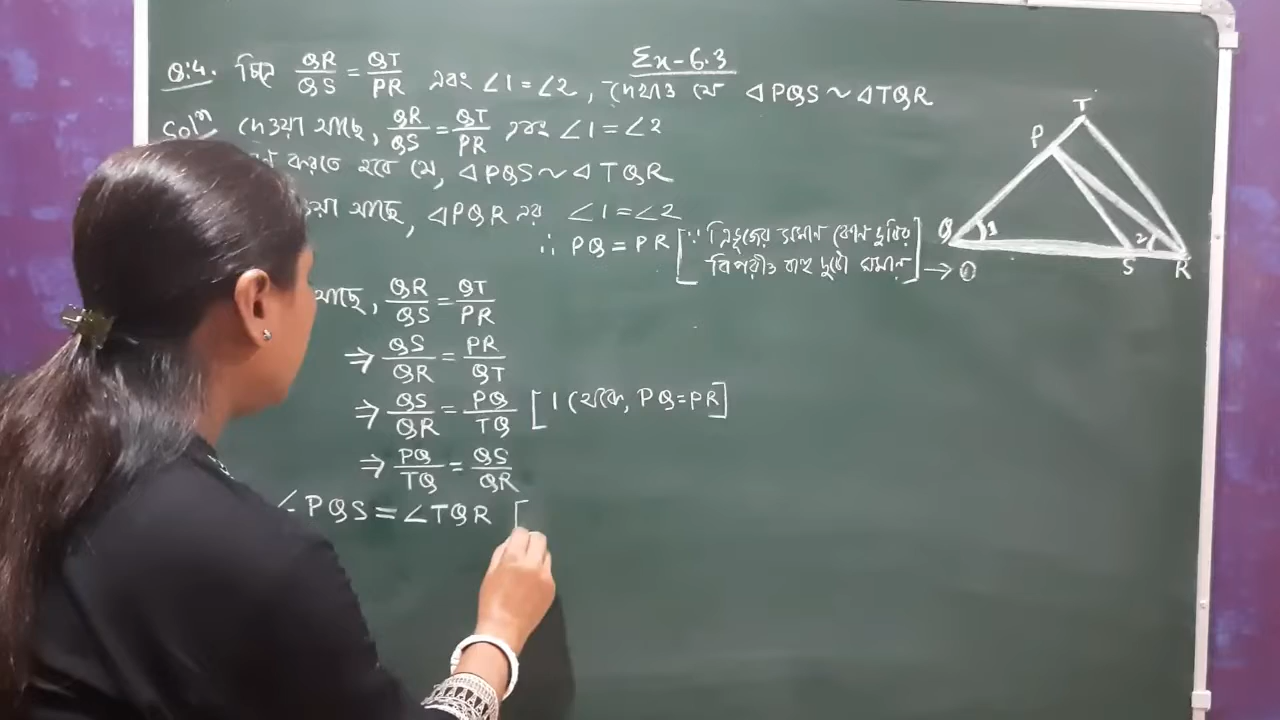 Ex-6.3
Q:4. চিত্রে QR/QS = QT/PR এবং ∠1=∠2, দেখাও যে △PQS ~ △TQR
Solⁿ দেওয়া আছে, QR/QS = QT/PR এবং ∠1=∠2
করতে হবে যে, △PQS ~ △TQR
আছে, △PQR এর ∠1=∠2
∴ PQ = PR [∵ ত্রিভুজের সমান কোণ দুটির
বিপরীত বাহু দুটো সমান] → ①
আছে, QR/QS = QT/PR
⇒ QS/QR = PR/QT
⇒ QS/QR = PQ/TQ [1 থেকে, PQ=PR]
⇒ PQ/TQ = QS/QR
∠PQS = ∠TQR [
T
P
Q 1 2
S R